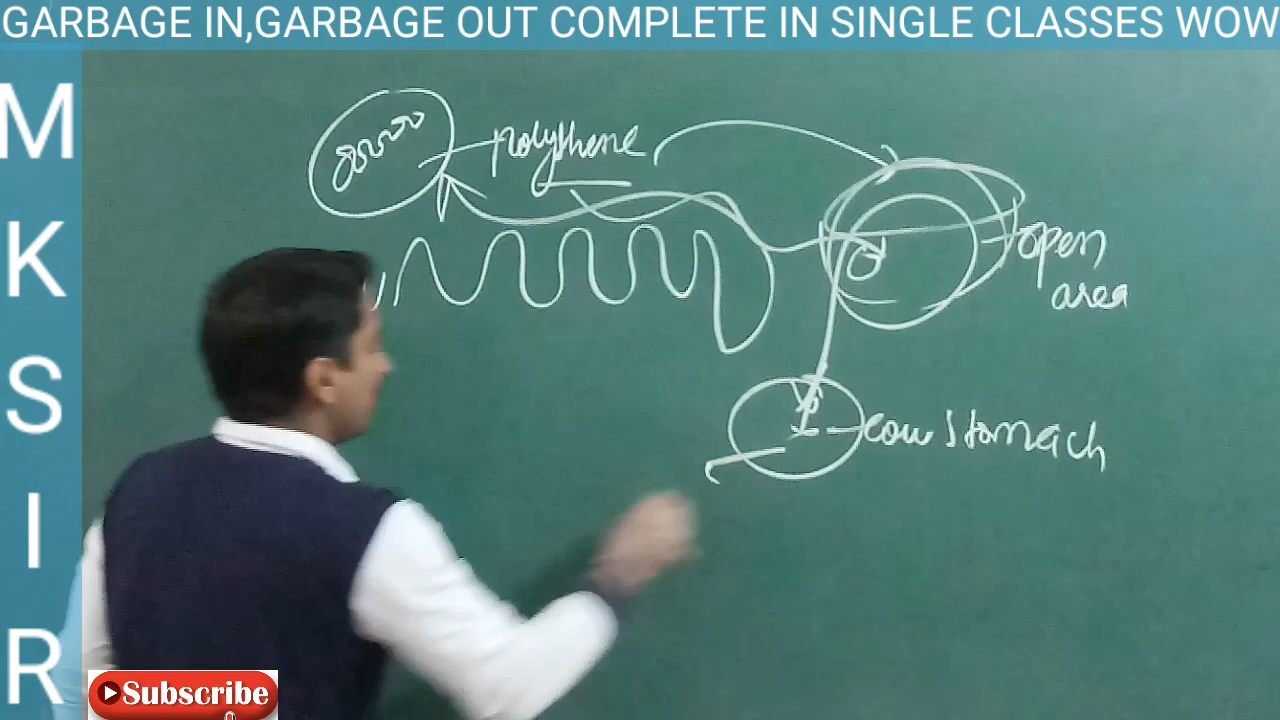 GARBAGE IN,GARBAGE OUT COMPLETE IN SINGLE CLASSES WOW
M
K
S
I
R
polythene
open
area
cow stomach
Subscribe